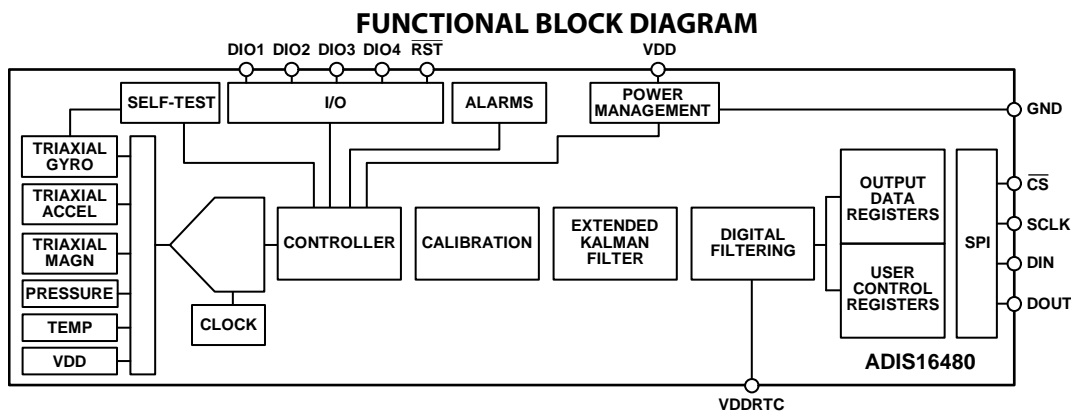 FUNCTIONAL BLOCK DIAGRAM
DIO1 DIO2 DIO3 DIO4 RST VDD
SELF-TEST
I/O
ALARMS
POWER
MANAGEMENT
GND
TRIAXIAL
GYRO
TRIAXIAL
ACCEL
TRIAXIAL
MAGN
PRESSURE
TEMP
VDD
CLOCK
CONTROLLER
CALIBRATION
EXTENDED
KALMAN
FILTER
DIGITAL
FILTERING
OUTPUT
DATA
REGISTERS
USER
CONTROL
REGISTERS
SPI
CS
SCLK
DIN
DOUT
ADIS16480
VDDRTC